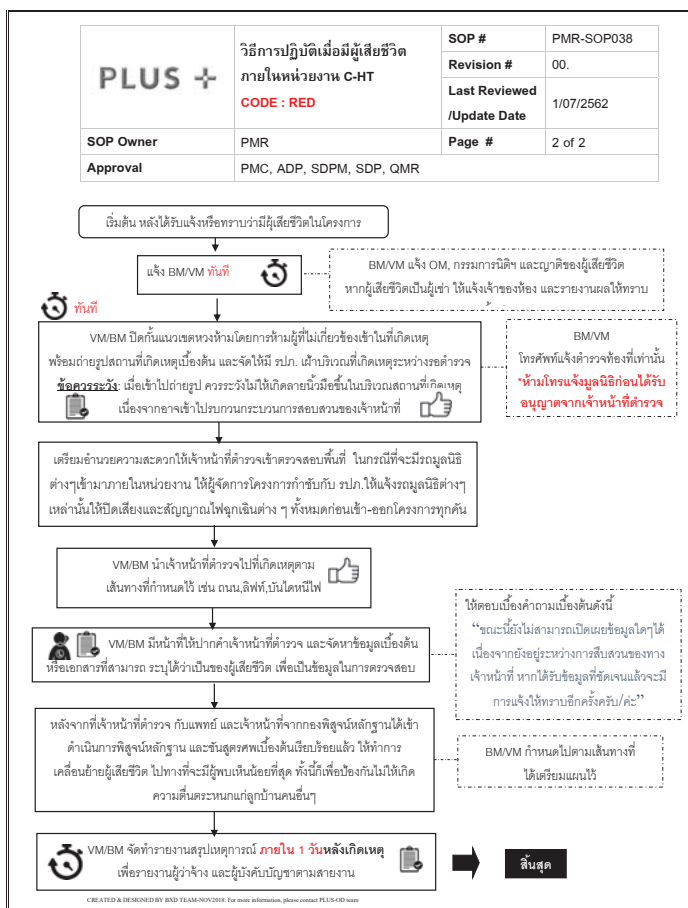 PLUS +
วิธีการปฏิบัติเมื่อมีผู้เสียชีวิต
ภายในหน่วยงาน C-HT
CODE : RED
SOP #
PMR-SOP038
Revision #
00.
Last Reviewed
/Update Date
1/07/2562
SOP Owner
PMR
Page #
2 of 2
Approval
PMC, ADP, SDPM, SDP, QMR
เริ่มต้น หลังได้รับแจ้งหรือทราบว่ามีผู้เสียชีวิตในโครงการ
แจ้ง BM/VM ทันที
BM/VM แจ้ง OM, กรรมการนิติฯ และญาติของผู้เสียชีวิต
หากผู้เสียชีวิตเป็นผู้เช่า ให้แจ้งเจ้าของห้อง และรายงานผลให้ทราบ
ทันที
VM/BM ปิดกั้นแนวเขตหวงห้ามโดยการห้ามผู้ที่ไม่เกี่ยวข้องเข้าในที่เกิดเหตุ
พร้อมถ่ายรูปสถานที่เกิดเหตุเบื้องต้น และจัดให้มี รปภ. เฝ้าบริเวณที่เกิดเหตุระหว่างรอตำรวจ
ข้อควรระวัง: เมื่อเข้าไปถ่ายรูป ควรระวังไม่ให้เกิดลายนิ้วมือขึ้นในบริเวณสถานที่เกิดเหตุ
เนื่องจากอาจเข้าไปรบกวนกระบวนการสอบสวนของเจ้าหน้าที่
BM/VM
โทรศัพท์แจ้งตำรวจท้องที่เท่านั้น
*ห้ามโทรแจ้งมูลนิธิก่อนได้รับ
อนุญาตจากเจ้าหน้าที่ตำรวจ
เตรียมอำนวยความสะดวกให้เจ้าหน้าที่ตำรวจเข้าตรวจสอบพื้นที่ ในกรณีที่จะมีรถมูลนิธิ
ต่างๆเข้ามาภายในหน่วยงาน ให้ผู้จัดการโครงการกำชับกับ รปภ.ให้แจ้งรถมูลนิธิต่างๆ
เหล่านั้นให้ปิดเสียงและสัญญาณไฟฉุกเฉินต่าง ๆ ทั้งหมดก่อนเข้า-ออกโครงการทุกคัน
VM/BM นำเจ้าหน้าที่ตำรวจไปที่เกิดเหตุตาม
เส้นทางที่กำหนดไว้ เช่น ถนน,ลิฟท์,บันไดหนีไฟ
VM/BM มีหน้าที่ให้ปากคำเจ้าหน้าที่ตำรวจ และจัดหาข้อมูลเบื้องต้น
หรือเอกสารที่สามารถ ระบุได้ว่าเป็นของผู้เสียชีวิต เพื่อเป็นข้อมูลในการตรวจสอบ
ให้ตอบเบื้องคำถามเบื้องต้นดังนี้
“ขณะนี้ยังไม่สามารถเปิดเผยข้อมูลใดๆได้
เนื่องจากยังอยู่ระหว่างการสืบสวนของทาง
เจ้าหน้าที่ หากได้รับข้อมูลที่ชัดเจนแล้วจะมี
การแจ้งให้ทราบอีกครั้งครับ/ค่ะ”
หลังจากที่เจ้าหน้าที่ตำรวจ กับแพทย์ และเจ้าหน้าที่จากกองพิสูจน์หลักฐานได้เข้า
ดำเนินการพิสูจน์หลักฐาน และชันสูตรศพเบื้องต้นเรียบร้อยแล้ว ให้ทำการ
เคลื่อนย้ายผู้เสียชีวิต ไปทางที่จะมีผู้พบเห็นน้อยที่สุด ทั้งนี้ก็เพื่อป้องกันไม่ให้เกิด
ความตื่นตระหนกแก่ลูกบ้านคนอื่นๆ
BM/VM กำหนดไปตามเส้นทางที่
ได้เตรียมแผนไว้
VM/BM จัดทำรายงานสรุปเหตุการณ์ ภายใน 1 วันหลังเกิดเหตุ
เพื่อรายงานผู้ว่าจ้าง และผู้บังคับบัญชาตามสายงาน
สิ้นสุด
CREATED & DESIGNED BY BXD TEAM-NOV2018: For more information, please contact PLUS-OD team